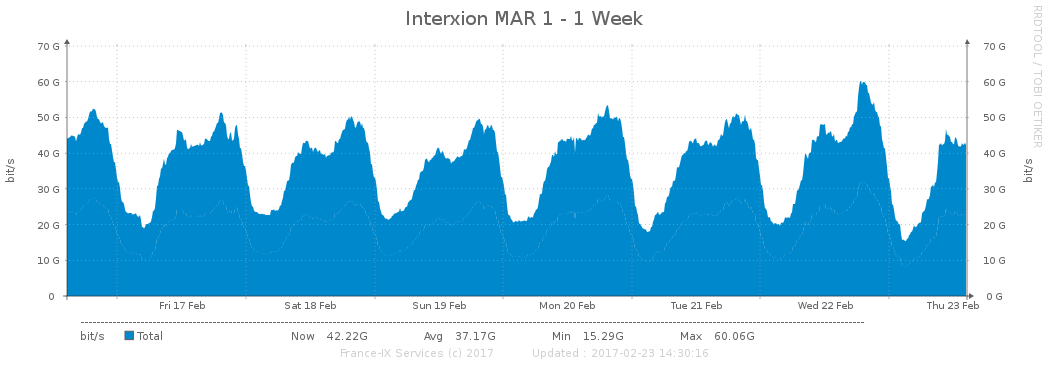 Interxion MAR 1 - 1 Week
RRDTOOL / TOBI OETIKER
70 G 70 G
60 G 60 G
50 G 50 G
40 G 40 G
30 G 30 G
20 G 20 G
10 G 10 G
0 0 G
bit/s bit/s
Fri 17 Feb Sat 18 Feb Sun 19 Feb Mon 20 Feb Tue 21 Feb Wed 22 Feb Thu 23 Feb
bit/s Total Now 42.22G Avg 37.17G Min 15.29G Max 60.06G
France-IX Services (c) 2017 Updated : 2017-02-23 14:30:16